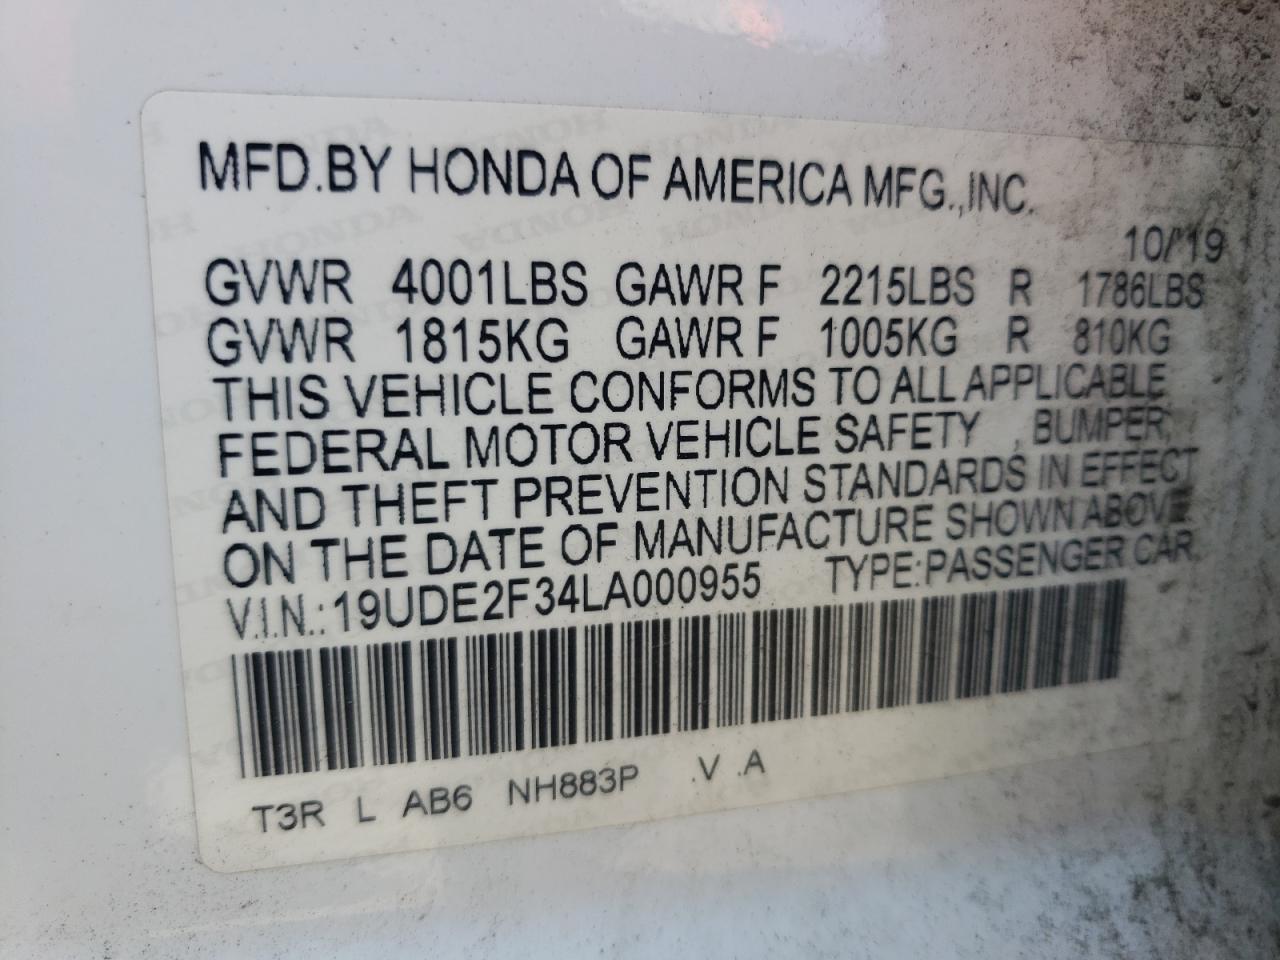 MFD.BY HONDA OF AMERICA MFG.,INC.
10/19
GVWR 4001LBS GAWR F 2215LBS R 1786LBS
GVWR 1815KG GAWR F 1005KG R 810KG
THIS VEHICLE CONFORMS TO ALL APPLICABLE
FEDERAL MOTOR VEHICLE SAFETY , BUMPER,
AND THEFT PREVENTION STANDARDS IN EFFECT
ON THE DATE OF MANUFACTURE SHOWN ABOVE
V.I.N.:19UDE2F34LA000955 TYPE:PASSENGER CAR.
T3R L AB6 NH883P .V .A